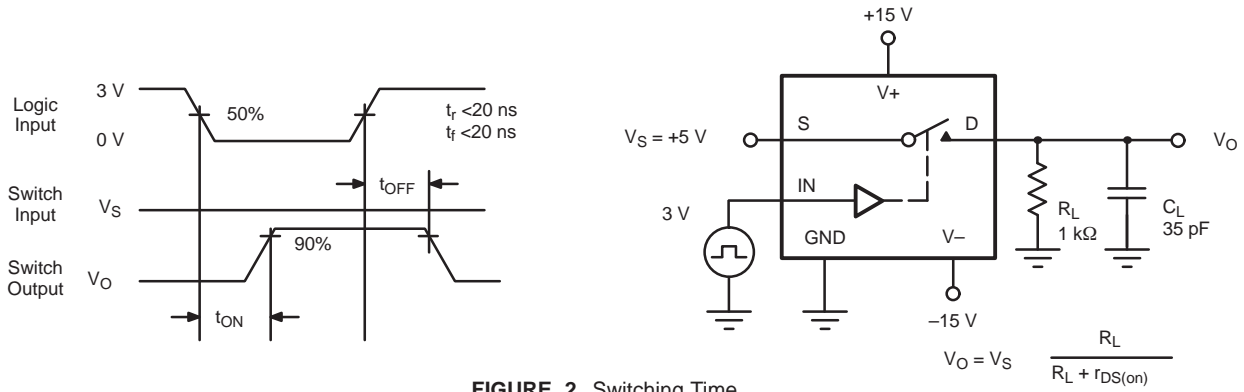 Logic
Input
3 V
0 V
50%
tr <20 ns
tf <20 ns
tOFF
Switch
Input
VS
90%
Switch
Output
VO
tON
+15 V
V+
VS = +5 V
S
D
VO
IN
3 V
GND
V–
RL
1 kΩ
CL
35 pF
–15 V
VO = VS
RL
RL + rDS(on)
FIGURE 2. Switching Time